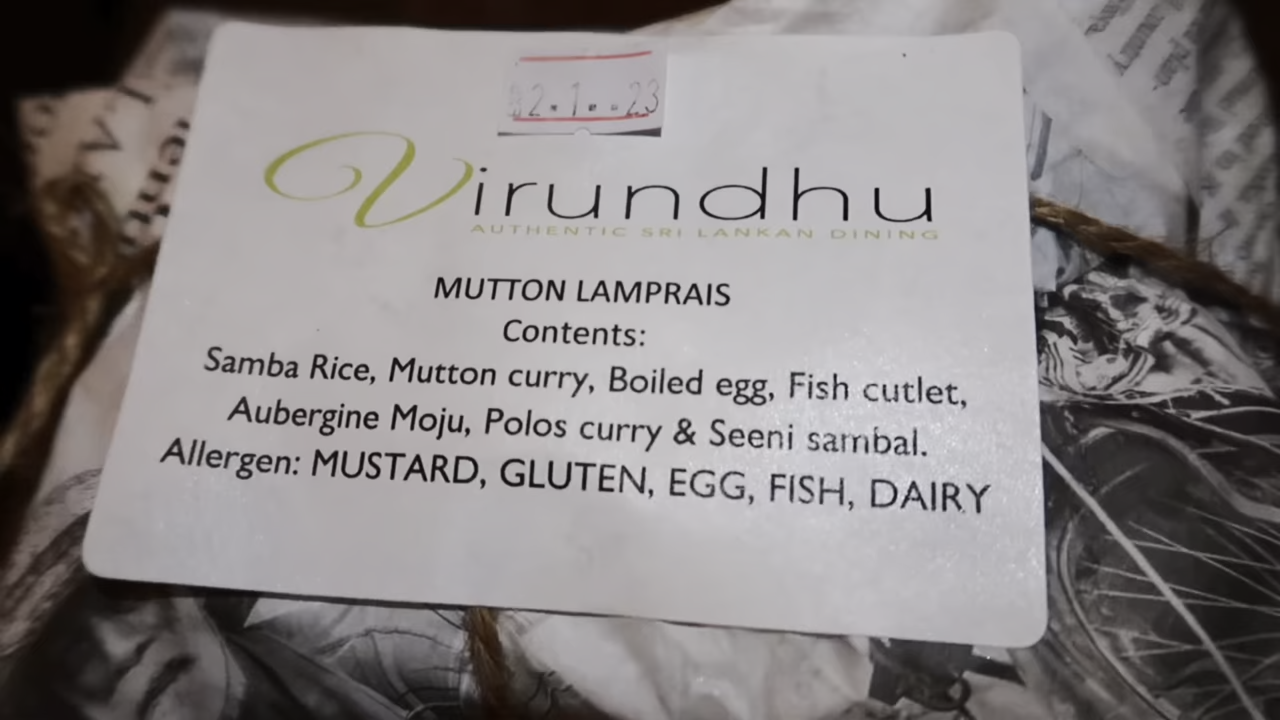 2.1..23
Virundhu
AUTHENTIC SRI LANKAN DINING
MUTTON LAMPRAIS
Contents:
Samba Rice, Mutton curry, Boiled egg, Fish cutlet,
Aubergine Moju, Polos curry & Seeni sambal.
Allergen: MUSTARD, GLUTEN, EGG, FISH, DAIRY